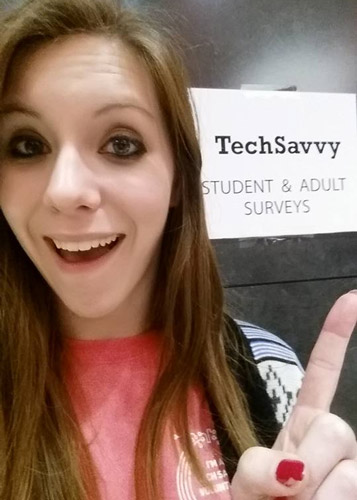 TechSavvy
STUDENT & ADULT
SURVEYS
I'M A